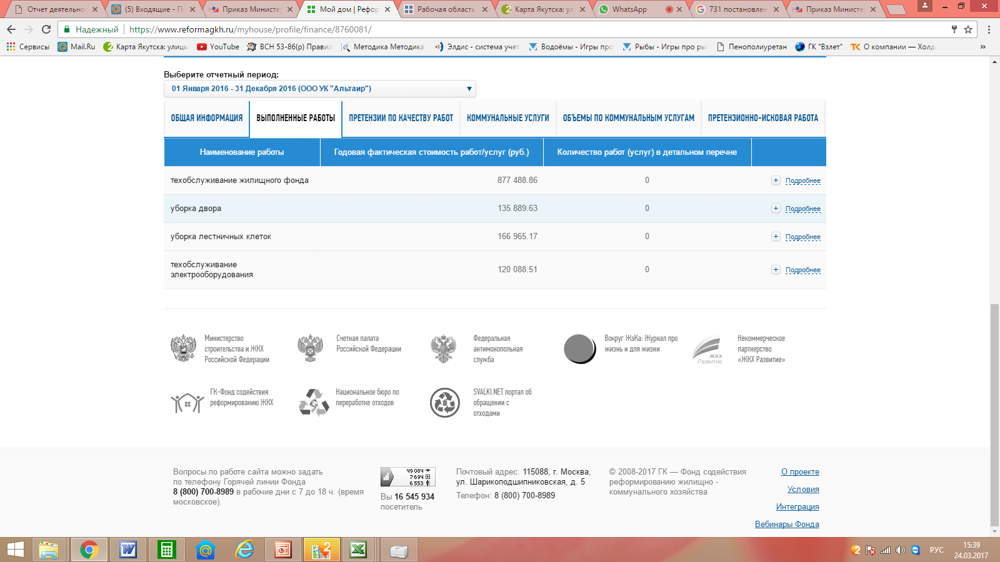 Отчет деятельно
(5) Входящие - П
Приказ Министер
Мой дом | Рефор
Рабочая область
Карта Якутска: ул
WhatsApp
731 постановлен
Приказ Министер
Надежный
https://www.reformagkh.ru/myhouse/profile/finance/8760081/
Сервисы
Mail.Ru
Карта Якутска: улицы
YouTube
ВСН 53-86(р) Правил
Методика Методика
Элдис - система учет
Водоёмы - Игры про
Рыбы - Игры про ры
Пенополиуретан
ГК "Взлет"
О компании — Холд
»
Выберите отчетный период:
01 Января 2016 - 31 Декабря 2016 (ООО УК "Альтаир")
ОБЩАЯ ИНФОРМАЦИЯ
ВЫПОЛНЕННЫЕ РАБОТЫ
ПРЕТЕНЗИИ ПО КАЧЕСТВУ РАБОТ
КОММУНАЛЬНЫЕ УСЛУГИ
ОБЪЕМЫ ПО КОММУНАЛЬНЫМ УСЛУГАМ
ПРЕТЕНЗИОННО-ИСКОВАЯ РАБОТА
Наименование работы
Годовая фактическая стоимость работ/услуг (руб.)
Количество работ (услуг) в детальном перечне
техобслуживание жилищного фонда
877 488.86
0
Подробнее
уборка двора
135 889.63
0
Подробнее
уборка лестничных клеток
166 965.17
0
Подробнее
техобслуживание
электрооборудования
120 088.51
0
Подробнее
Министерство
строительства и ЖКХ
Российской Федерации
Счетная палата
Российской Федерации
Федеральная
антимонопольная
служба
Вокруг ЖэКа: Журнал про
жизнь и для жизни
ЖКХ
Развитие
Некоммерческое
партнерство
«ЖКХ Развитие»
ГК-Фонд содействия
реформированию ЖКХ
Национальное бюро по
переработке отходов
SVALKI.NET портал об
обращении с
отходами
Вопросы по работе сайта можно задать
по телефону Горячей линии Фонда
8 (800) 700-8989 в рабочие дни с 7 до 18 ч. (время
московское).
49 084
7 694
6 553
Вы 16 545 934
посетитель
Почтовый адрес: 115088, г. Москва,
ул. Шарикоподшипниковская, д. 5
Телефон: 8 (800) 700-8989
© 2008-2017 ГК — Фонд содействия
реформированию жилищно -
коммунального хозяйства
О проекте
Условия
Интеграция
Вебинары Фонда
РУС
15:39
24.03.2017